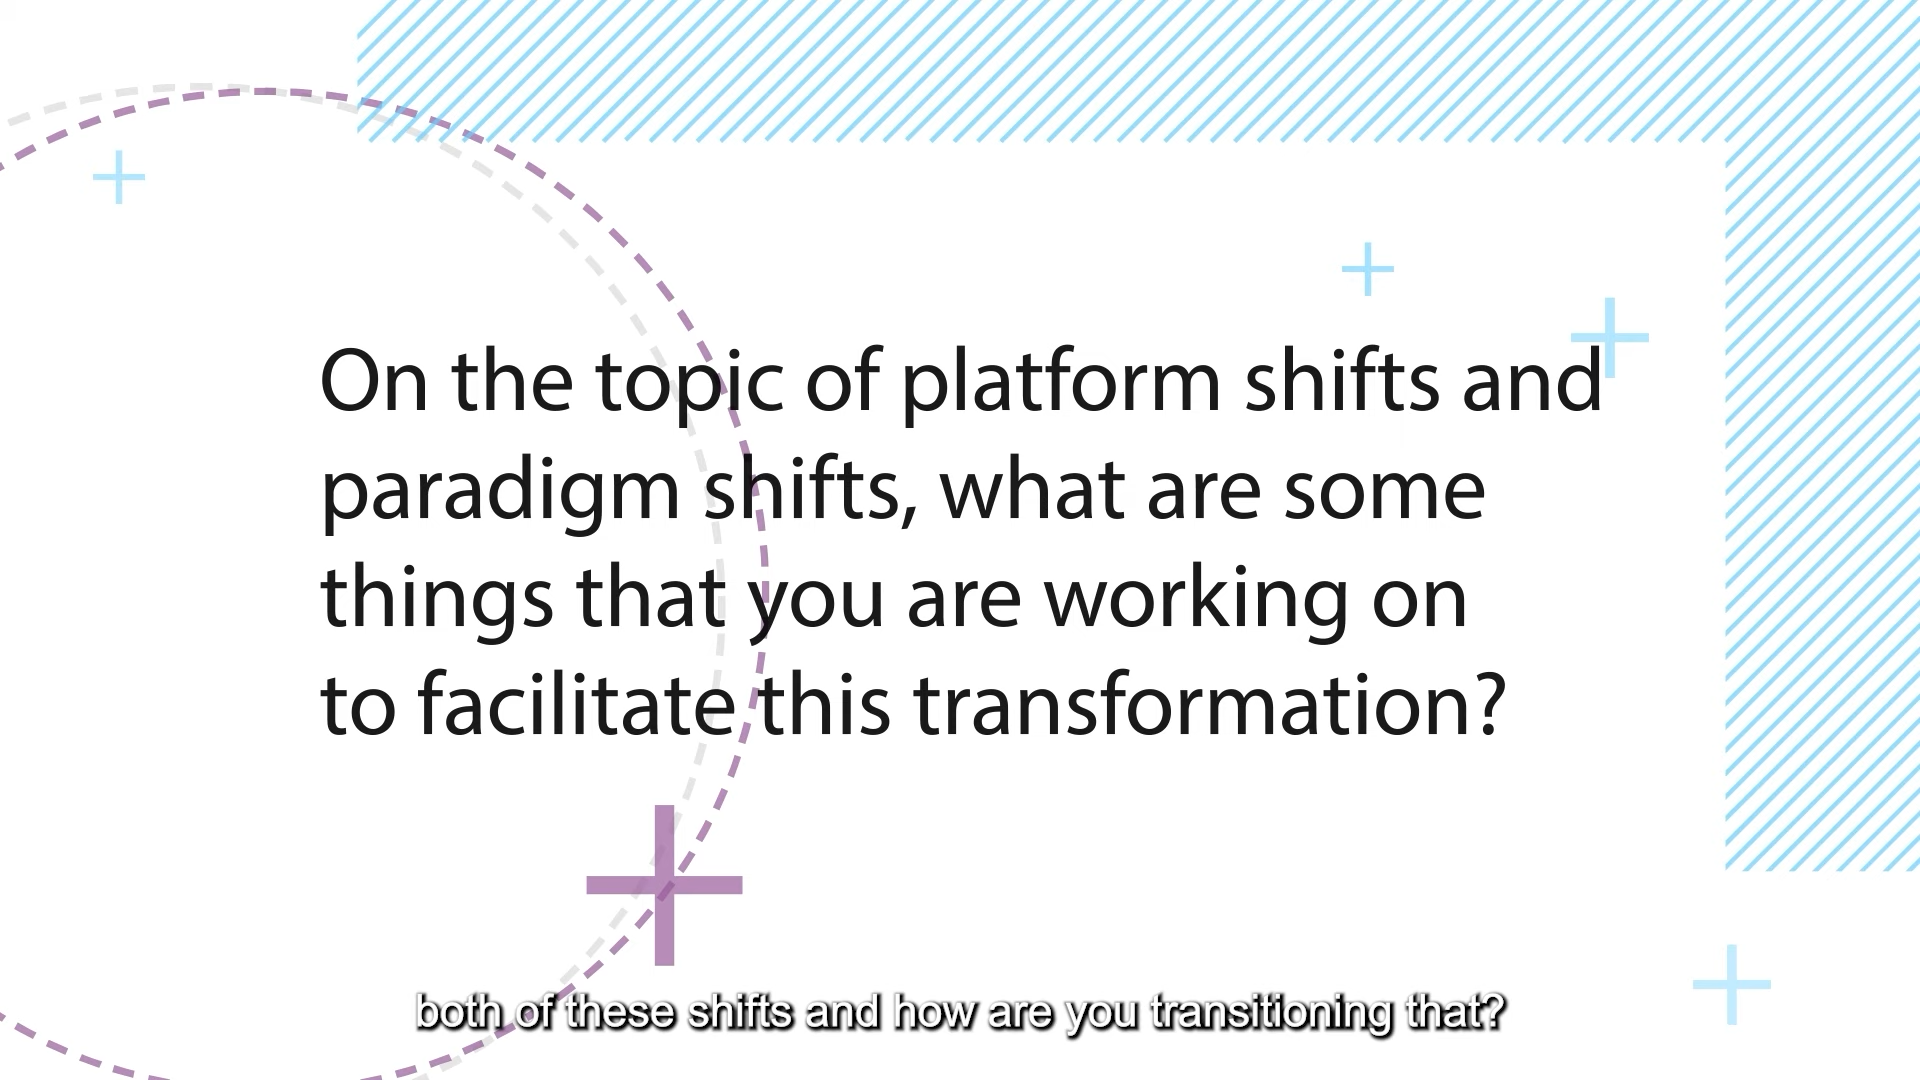 On the topic of platform shifts and
paradigm shifts, what are some
things that you are working on
to facilitate this transformation?
both of these shifts and how are you transitioning that?